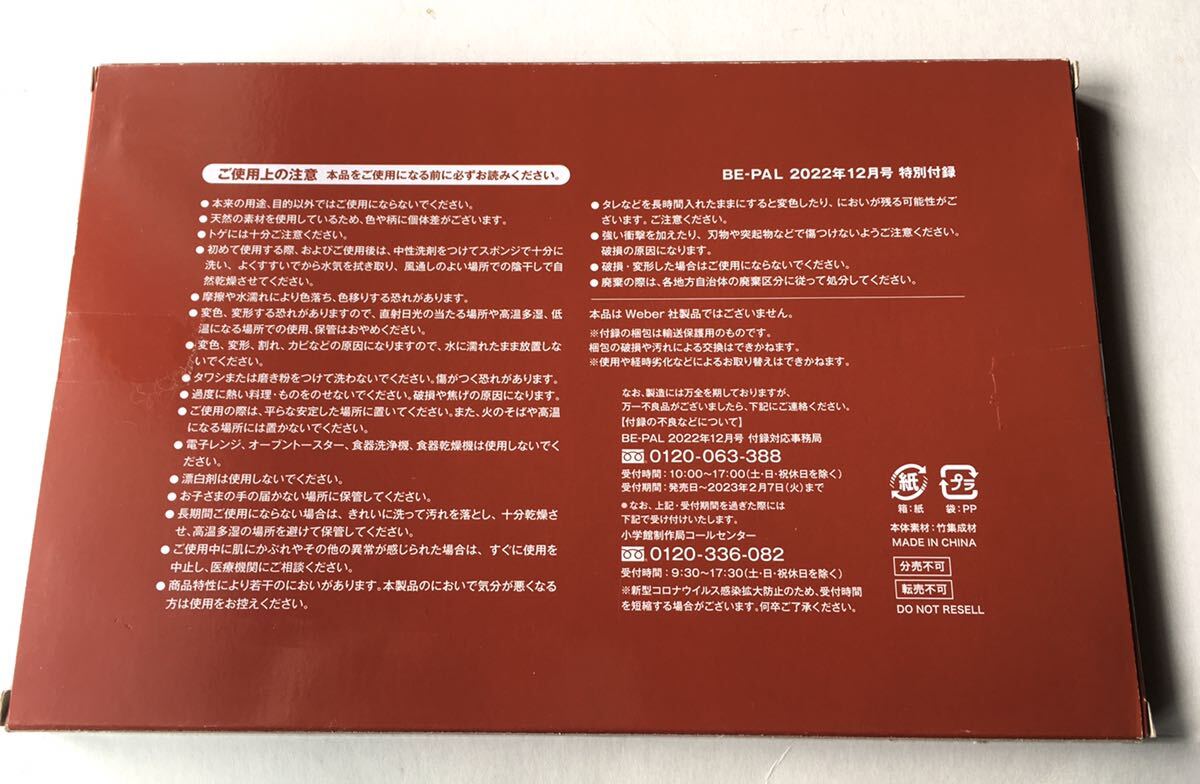 ご使用上の注意 本品をご使用になる前に必ずお読みください。
●本来の用途、目的以外ではご使用にならないでください。
●天然の素材を使用しているため、色や柄に個体差がございます。
●トゲには十分ご注意ください。
●初めて使用する際、およびご使用後は、中性洗剤をつけてスポンジで十分に
洗い、よくすすいでから水気を拭き取り、風通しのよい場所での陰干しで自
然乾燥させてください。
●摩擦や水濡れにより色落ち、色移りする恐れがあります。
●変色、変形する恐れがありますので、直射日光の当たる場所や高温多湿、低
温になる場所での使用、保管はおやめください。
●変色、変形、割れ、カビなどの原因になりますので、水に濡れたまま放置しな
いでください。
●タワシまたは磨き粉をつけて洗わないでください。傷がつく恐れがあります。
●過度に熱い料理・ものをのせないでください。破損や焦げの原因になります。
●ご使用の際は、平らな安定した場所に置いてください。また、火のそばや高温
になる場所には置かないでください。
●電子レンジ、オーブントースター、食器洗浄機、食器乾燥機は使用しないでく
ださい。
●漂白剤は使用しないでください。
●お子さまの手の届かない場所に保管してください。
●長期間ご使用にならない場合は、きれいに洗って汚れを落とし、十分乾燥さ
せ、高温多湿の場所を避けて保管してください。
●ご使用中に肌にかぶれやその他の異常が感じられた場合は、すぐに使用を
中止し、医療機関にご相談ください。
●商品特性により若干のにおいがあります。本製品のにおいで気分が悪くなる
方は使用をお控えください。
BE-PAL 2022年12月号 特別付録
●タレなどを長時間入れたままにすると変色したり、においが残る可能性がご
ざいます。ご注意ください。
●強い衝撃を加えたり、刃物や突起物などで傷つけないようご注意ください。
破損の原因になります。
●破損・変形した場合はご使用にならないでください。
●廃棄の際は、各地方自治体の廃棄区分に従って処分してください。
本品は Weber 社製品ではございません。
※付録の梱包は輸送保護用のものです。
梱包の破損や汚れによる交換はできかねます。
※使用や経時劣化などによるお取り替えはできかねます。
なお、製造には万全を期しておりますが、
万一不良品がございましたら、下記にご連絡ください。
【付録の不良などについて】
BE-PAL 2022年12月号 付録対応事務局
0120-063-388
受付時間：10:00〜17:00（土・日・祝休日を除く）
受付期間：発売日〜2023年2月7日（火）まで
●なお、上記・受付期間を過ぎた際には
下記で受け付けいたします。
小学館制作局コールセンター
0120-336-082
受付時間：9:30〜17:30（土・日・祝休日を除く）
※新型コロナウイルス感染拡大防止のため、受付時間
を短縮する場合がございます。何卒ご了承ください。
紙 プラ
箱：紙 袋：PP
本体素材：竹集成材
MADE IN CHINA
分売不可
転売不可
DO NOT RESELL